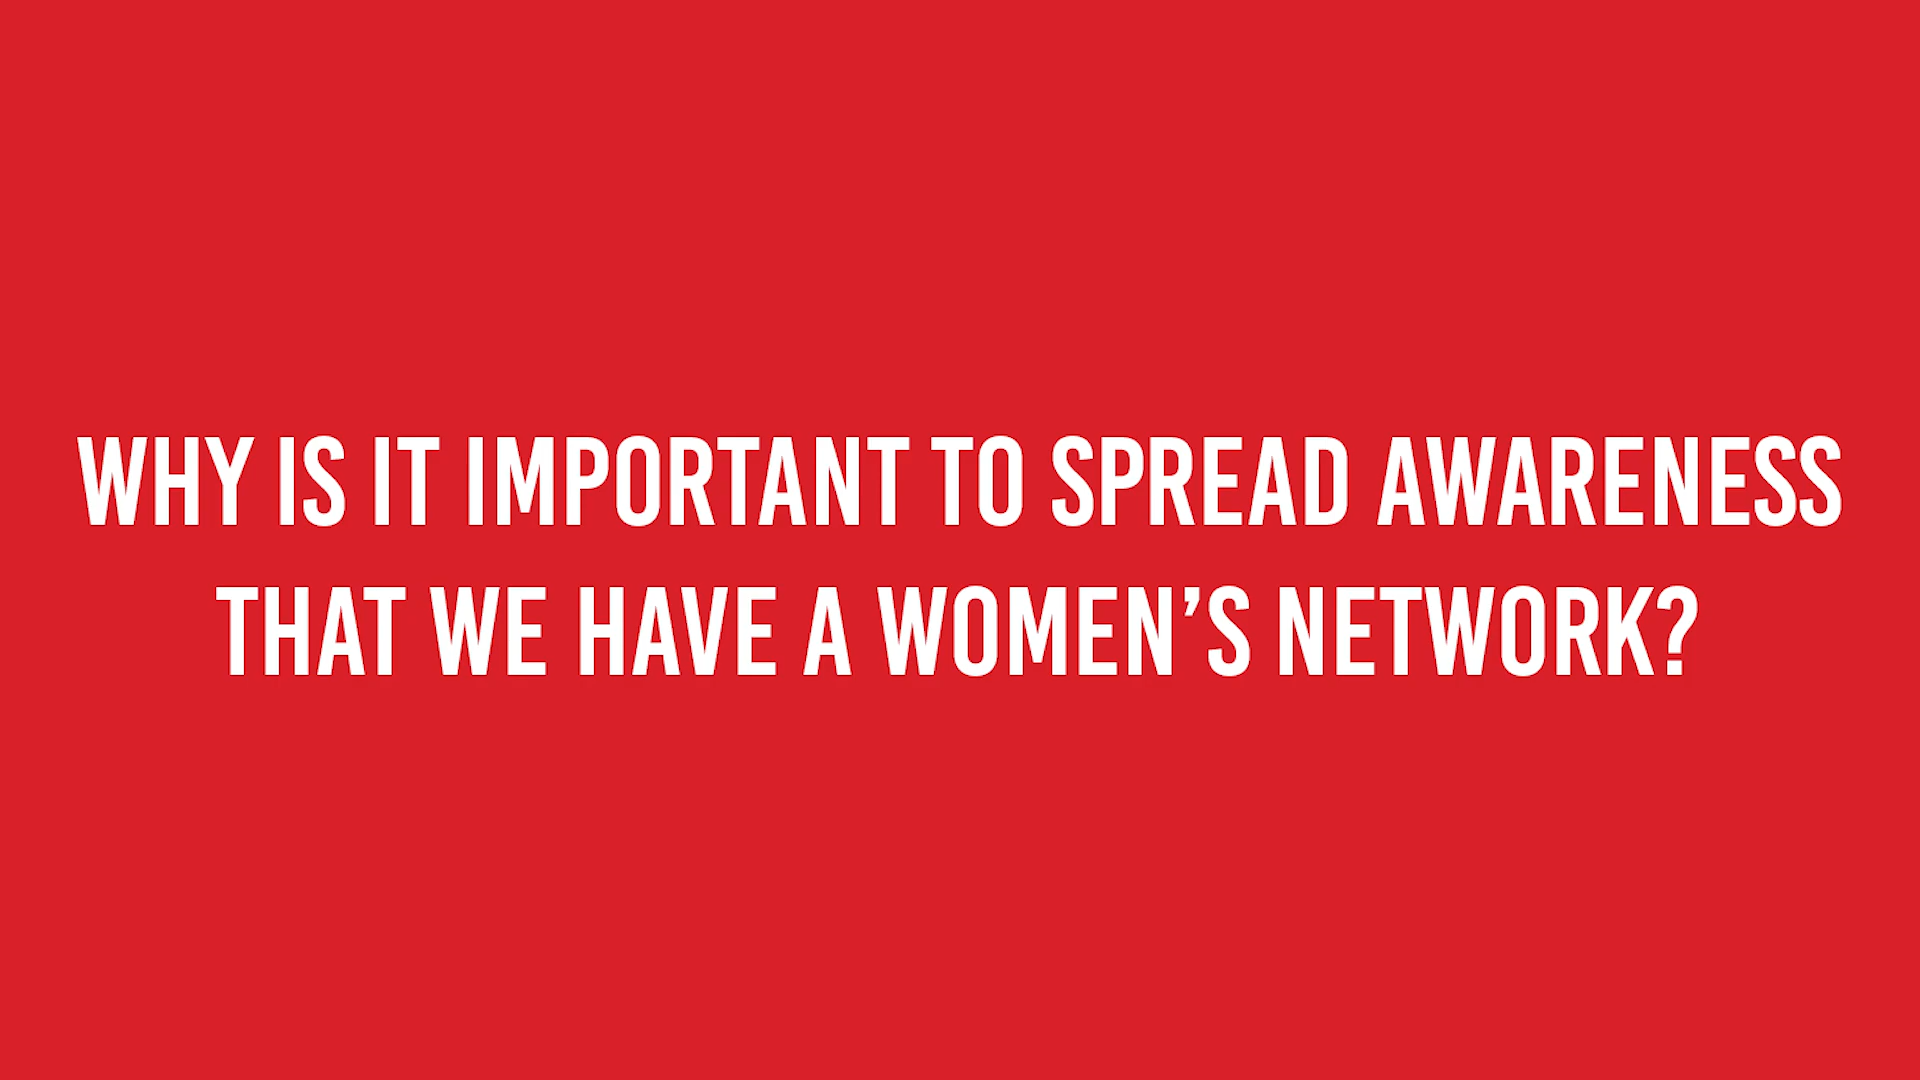 WHY IS IT IMPORTANT TO SPREAD AWARENESS
THAT WE HAVE A WOMEN’S NETWORK?